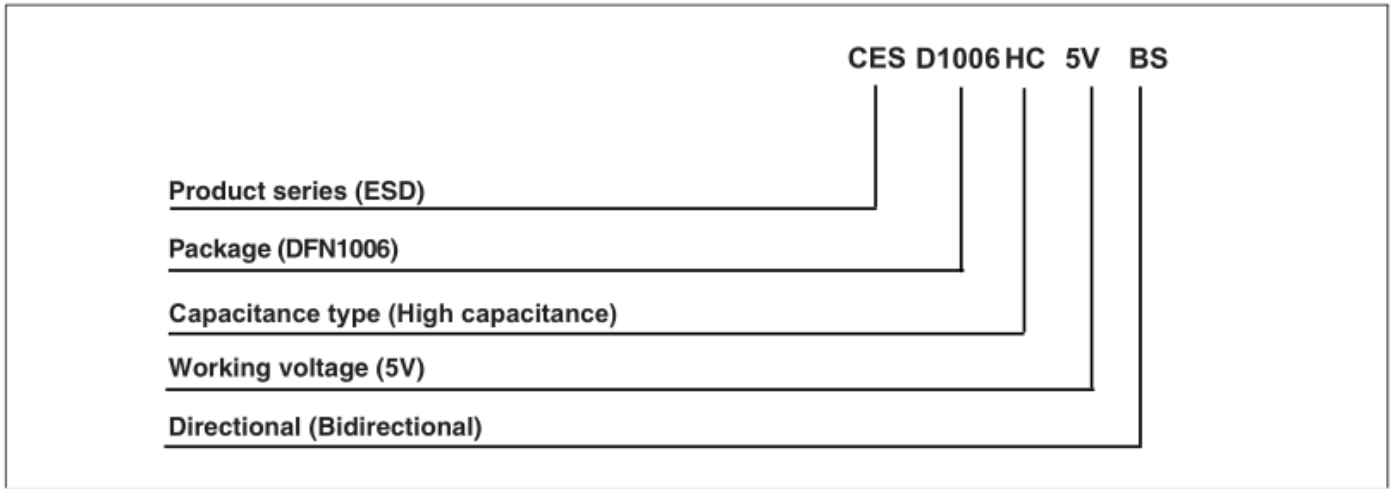 CES D1006 HC 5V BS
Product series (ESD)
Package (DFN1006)
Capacitance type (High capacitance)
Working voltage (5V)
Directional (Bidirectional)